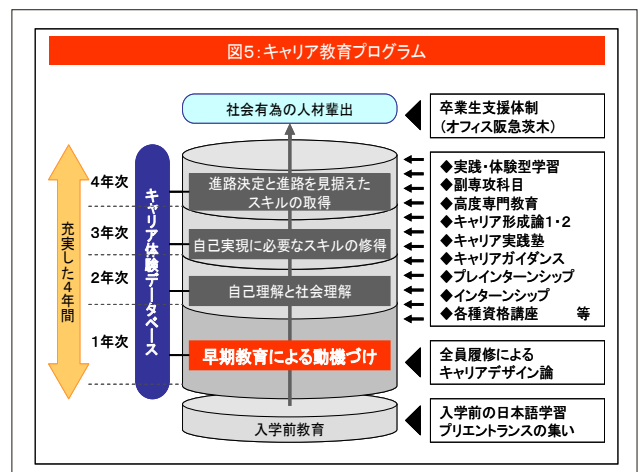 図5:キャリア教育プログラム
社会有為の人材輩出
卒業生支援体制
(オフィス阪急茨木)
充実した4年間
キャリア体験データベース
4年次
3年次
2年次
1年次
進路決定と進路を見据えた
スキルの取得
自己実現に必要なスキルの修得
自己理解と社会理解
早期教育による動機づけ
入学前教育
◆実践・体験型学習
◆副専攻科目
◆高度専門教育
◆キャリア形成論1・2
◆キャリア実践塾
◆キャリアガイダンス
◆プレインターンシップ
◆インターンシップ
◆各種資格講座 等
全員履修による
キャリアデザイン論
入学前の日本語学習
プリエントランスの集い